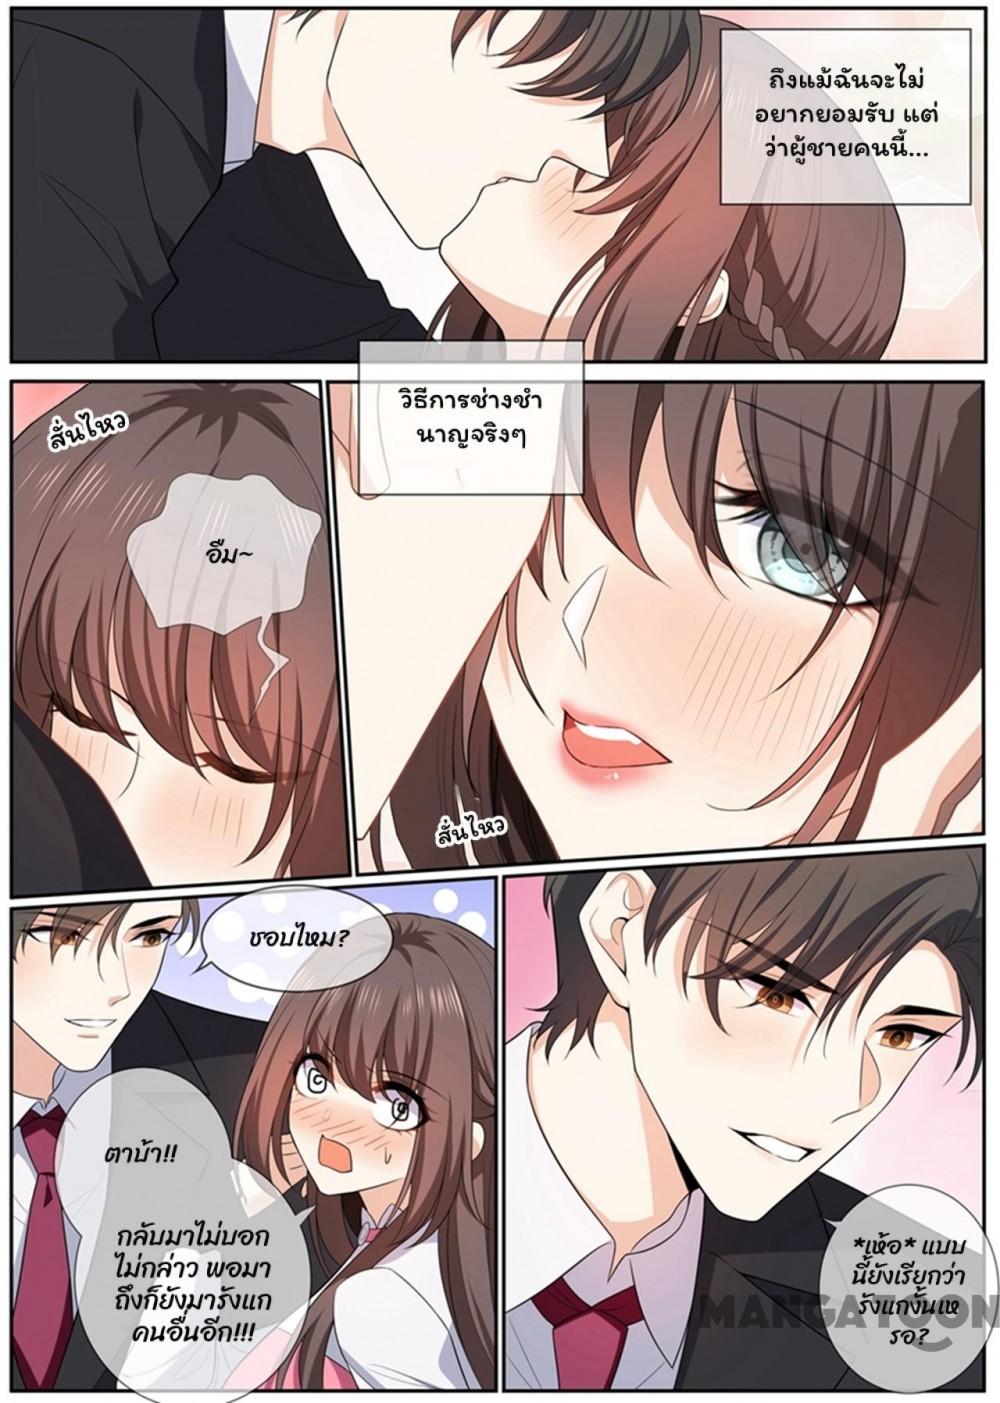 ถึงแม้ฉันจะไม่
อยากยอมรับ แต่
ว่าผู้ชายคนนี้...
วิธีการช่างชำ
นาญจริงๆ
สั่นไหว
อืม~
สั่นไหว
ชอบไหม?
ตาบ้า!!
กลับมาไม่บอก
ไม่กล่าว พอมา
ถึงก็ยังมารังแก
คนอื่นอีก!!!
*เห้อ* แบบ
นี้ยังเรียกว่า
รังแกงั้นเห
รอ?
MANGATOON